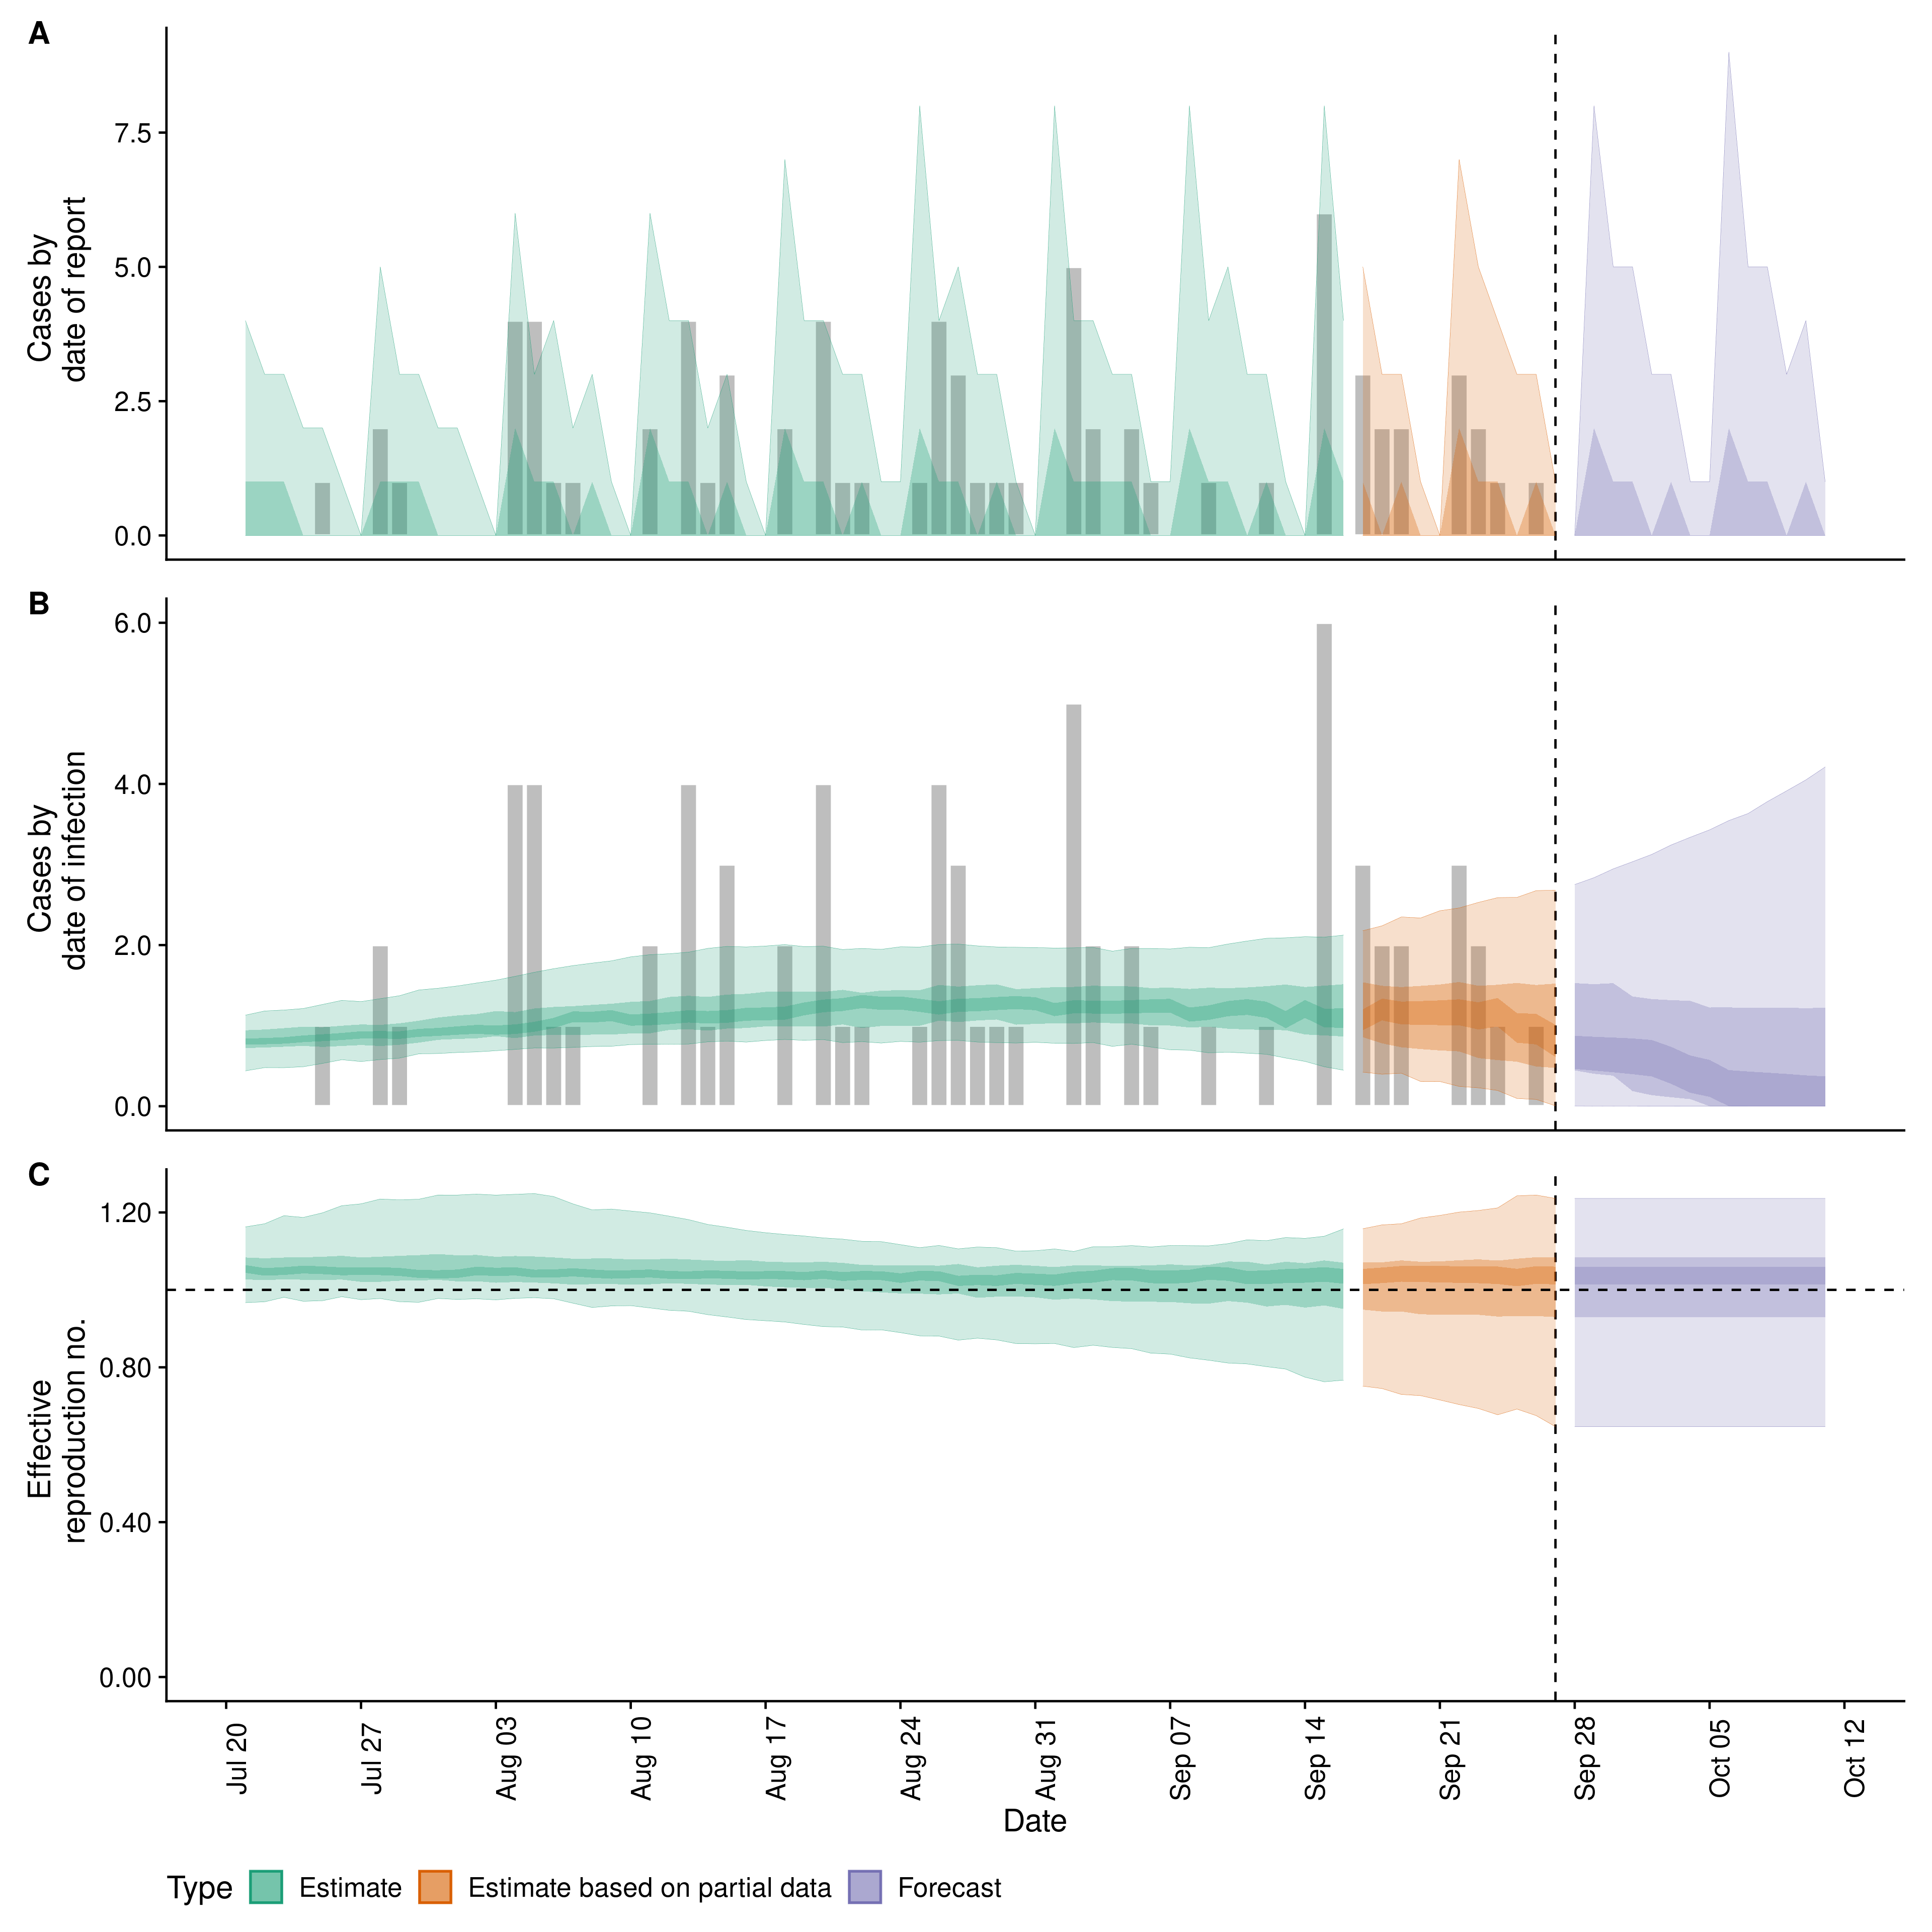 A
Cases by
date of report
7.5
5.0
2.5
0.0
B
Cases by
date of infection
6.0
4.0
2.0
0.0
C
Effective
reproduction no.
1.20
0.80
0.40
0.00
Jul 20
Jul 27
Aug 03
Aug 10
Aug 17
Aug 24
Aug 31
Sep 07
Sep 14
Sep 21
Sep 28
Oct 05
Oct 12
Date
Type
Estimate
Estimate based on partial data
Forecast